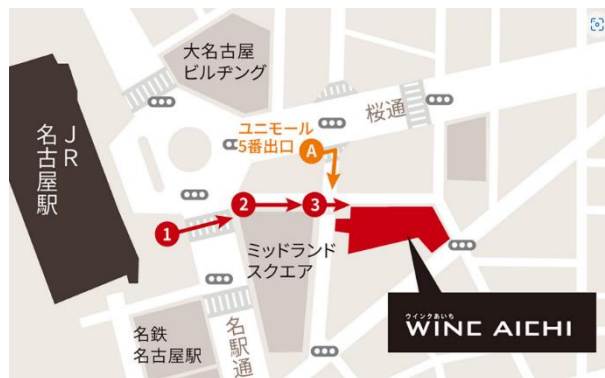 大名古屋
ビルヂング
JR
名古屋駅
ユニモール
5番出口
A
桜通
1
2
3
ミッドランド
スクエア
名鉄
名古屋駅
名駅通
ウインクあいち
WINC AICHI